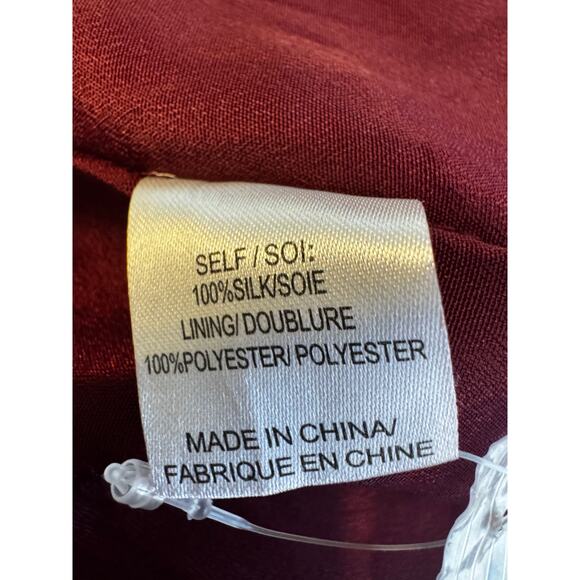 SELF / SOI:
100%SILK/SOIE
LINING/ DOUBLURE
100%POLYESTER/ POLYESTER
MADE IN CHINA/
FABRIQUE EN CHINE